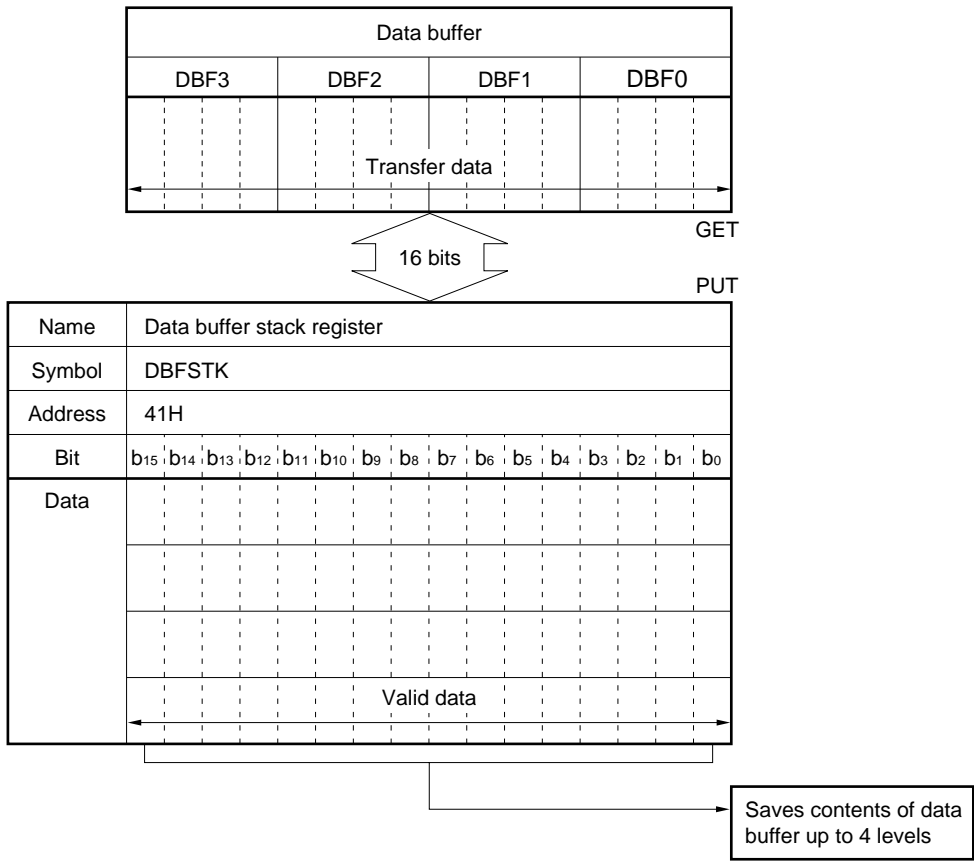 Data buffer
DBF3 DBF2 DBF1 DBF0
Transfer data
GET
16 bits
PUT
Name Data buffer stack register
Symbol DBFSTK
Address 41H
Bit b15 b14 b13 b12 b11 b10 b9 b8 b7 b6 b5 b4 b3 b2 b1 b0
Data
Valid data
Saves contents of data
buffer up to 4 levels